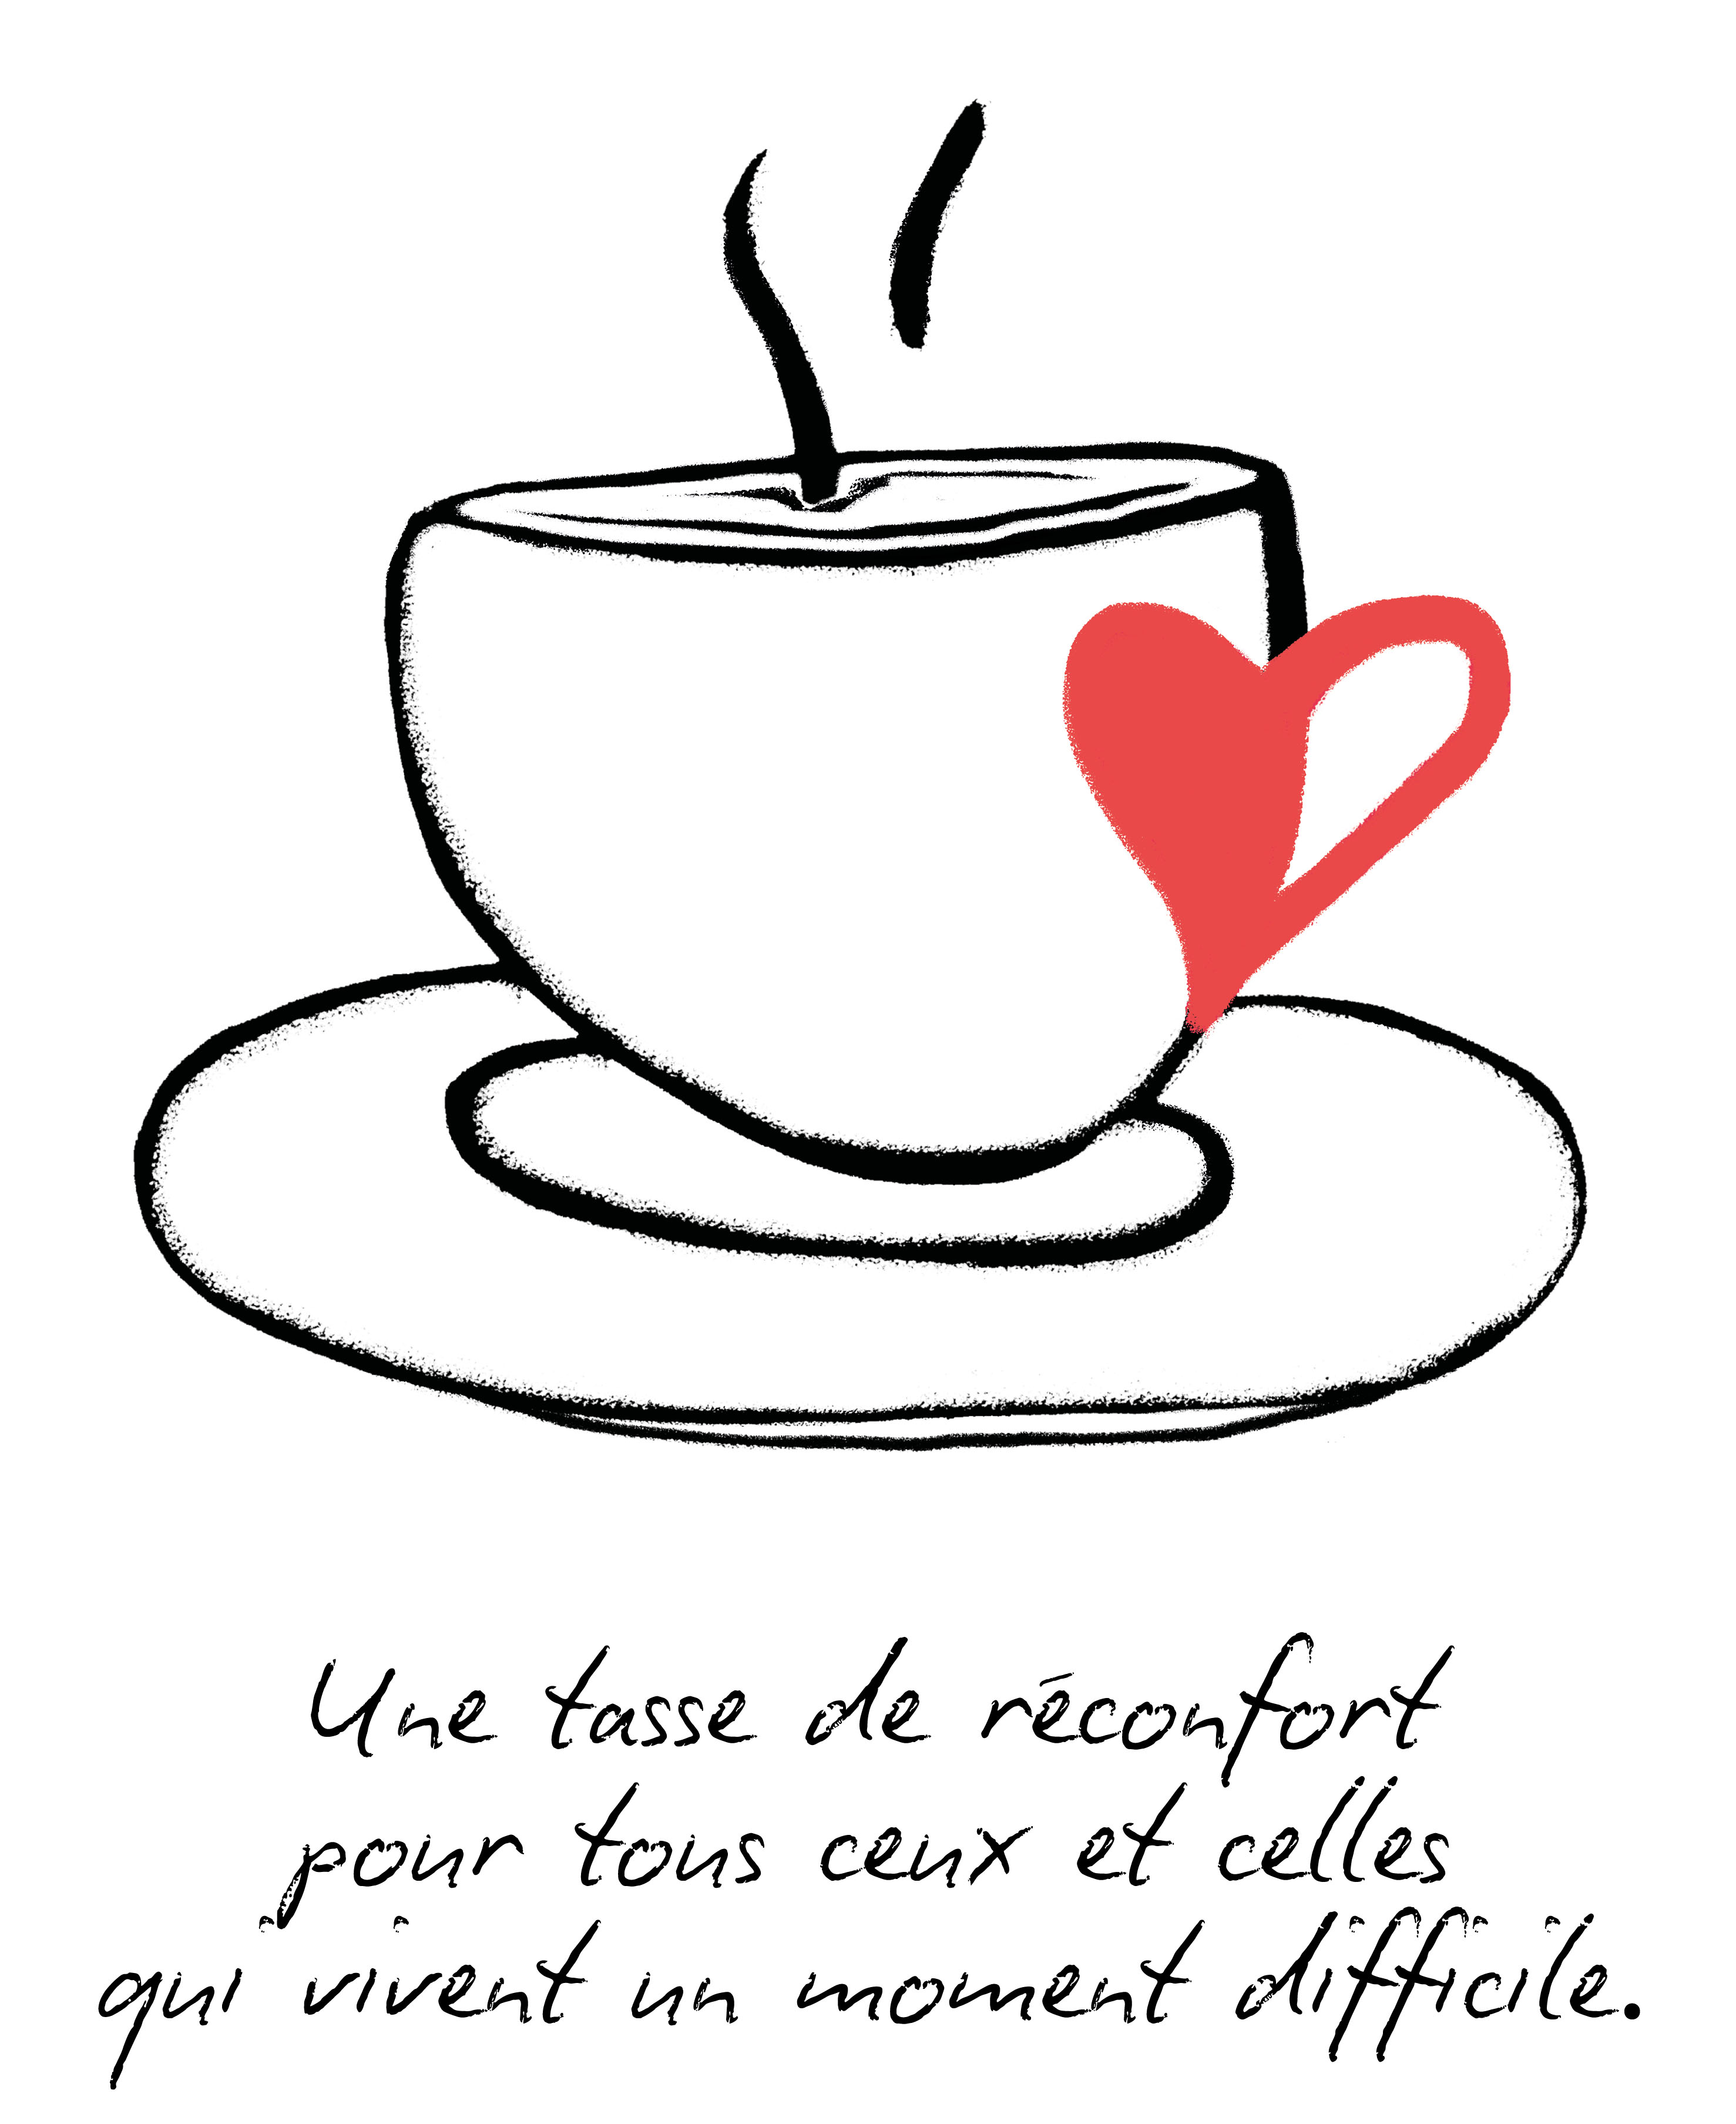 Une tasse de réconfort
pour tous ceux et celles
qui vivent un moment difficile.